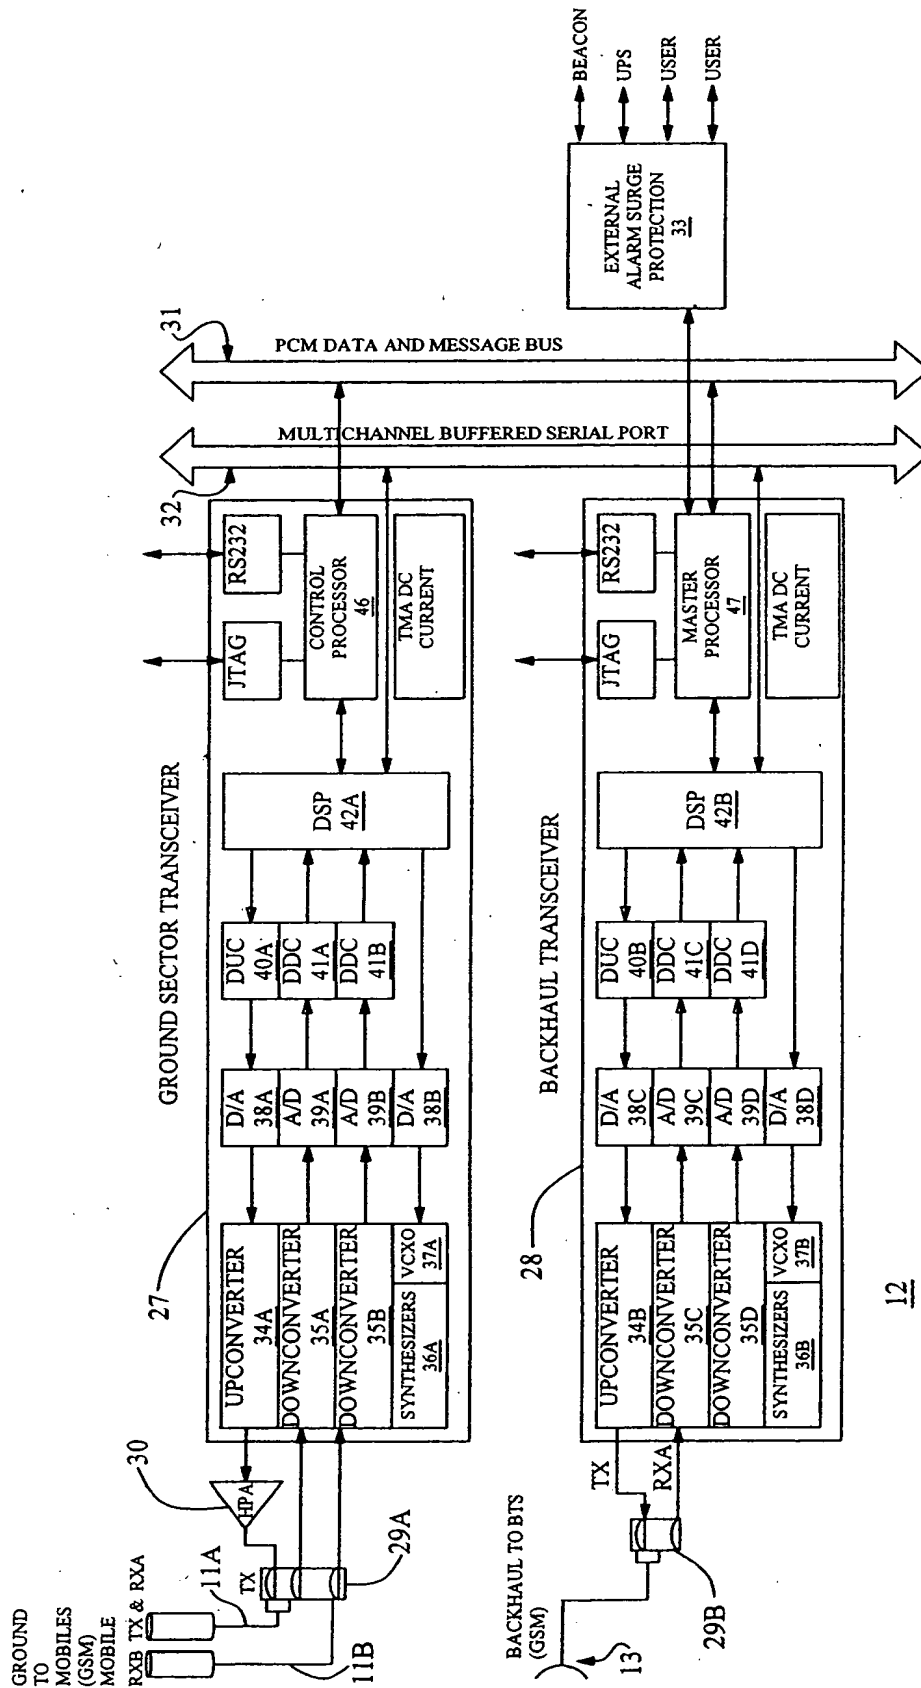 GROUND
TO
MOBILES
(GSM)
MOBILE
RXB TX & RXA
11A
11B
TX
29A
30
HPA
27
GROUND SECTOR TRANSCEIVER
UPCONVERTER
34A
DOWNCONVERTER
35A
DOWNCONVERTER
35B
SYNTHESIZERS
36A
VCXO
37A
D/A
38A
A/D
39A
A/D
39B
D/A
38B
DUC
40A
DDC
41A
DDC
41B
DSP
42A
JTAG
RS232
CONTROL
PROCESSOR
46
TMA DC
CURRENT
32
MULTICHANNEL BUFFERED SERIAL PORT
31
PCM DATA AND MESSAGE BUS
BACKHAUL TO BTS
(GSM)
13
29B
TX
RXA
28
BACKHAUL TRANSCEIVER
UPCONVERTER
34B
DOWNCONVERTER
35C
DOWNCONVERTER
35D
SYNTHESIZERS
36B
VCXO
37B
D/A
38C
A/D
39C
A/D
39D
D/A
38D
DUC
40B
DDC
41C
DDC
41D
DSP
42B
JTAG
RS232
MASTER
PROCESSOR
47
TMA DC
CURRENT
EXTERNAL
ALARM SURGE
PROTECTION
33
BEACON
UPS
USER
USER
12